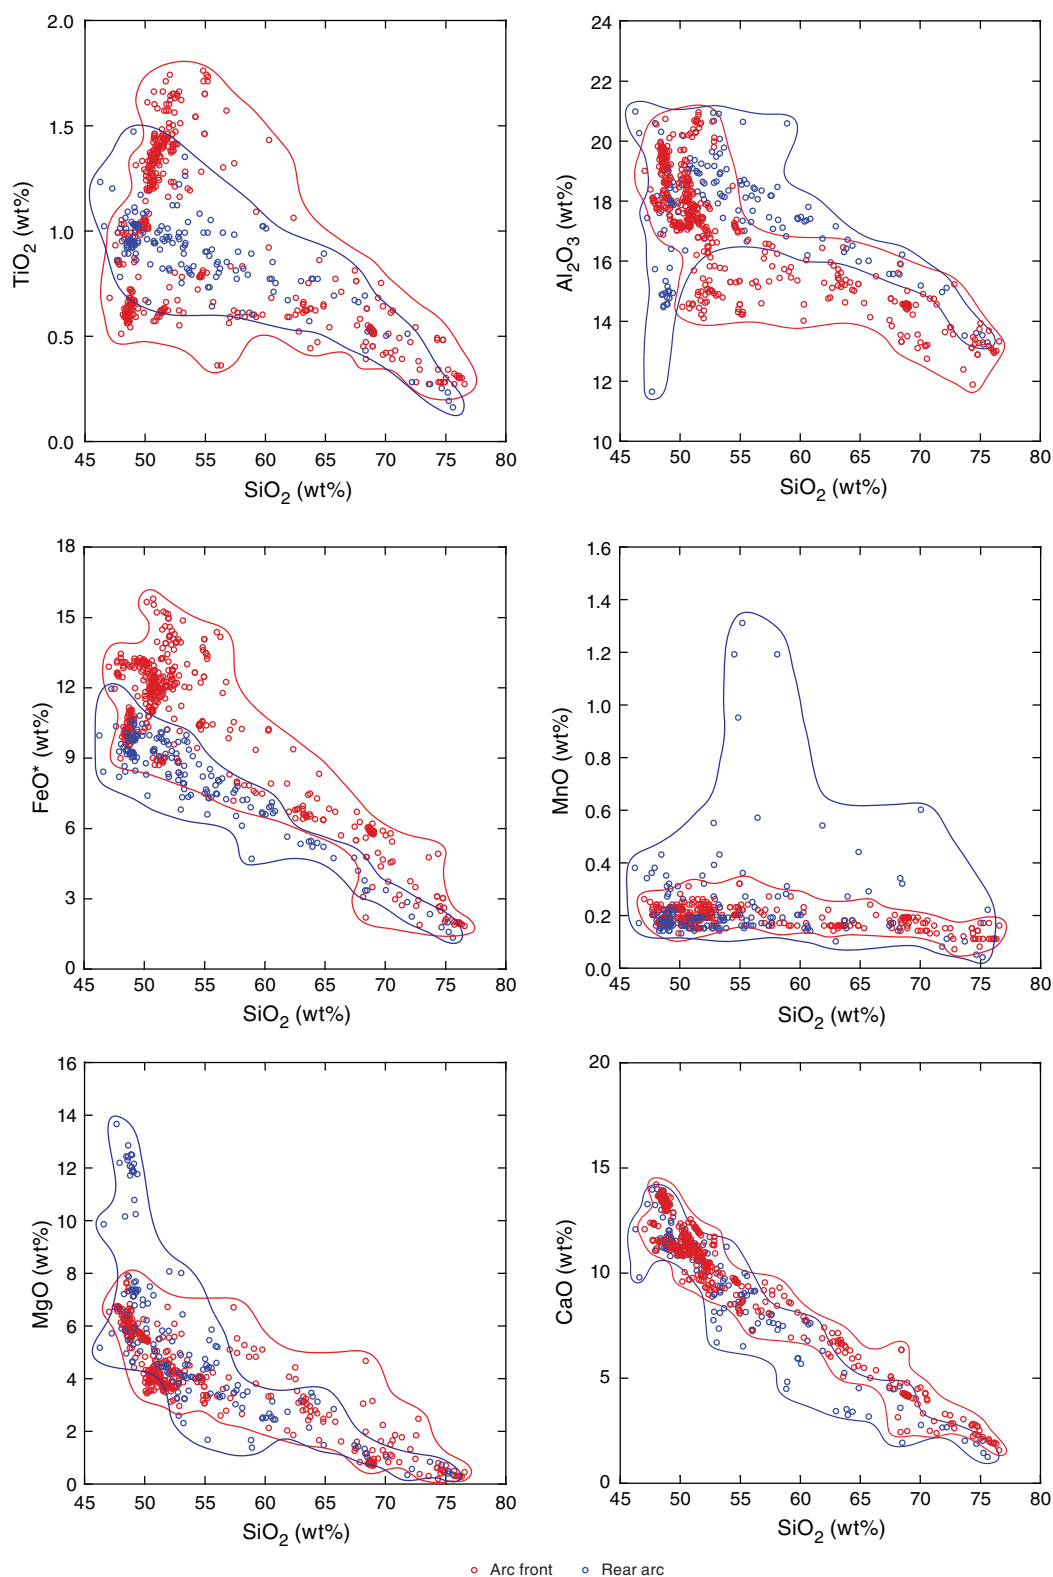 2.0
1.5
1.0
0.5
0.0
TiO2 (wt%)
45 50 55 60 65 70 75 80
SiO2 (wt%)
24
22
20
18
16
14
12
10
Al2O3 (wt%)
45 50 55 60 65 70 75 80
SiO2 (wt%)
18
15
12
9
6
3
0
FeO* (wt%)
45 50 55 60 65 70 75 80
SiO2 (wt%)
1.6
1.4
1.2
1.0
0.8
0.6
0.4
0.2
0.0
MnO (wt%)
45 50 55 60 65 70 75 80
SiO2 (wt%)
16
14
12
10
8
6
4
2
0
MgO (wt%)
45 50 55 60 65 70 75 80
SiO2 (wt%)
20
15
10
5
0
CaO (wt%)
45 50 55 60 65 70 75 80
SiO2 (wt%)
Arc front Rear arc